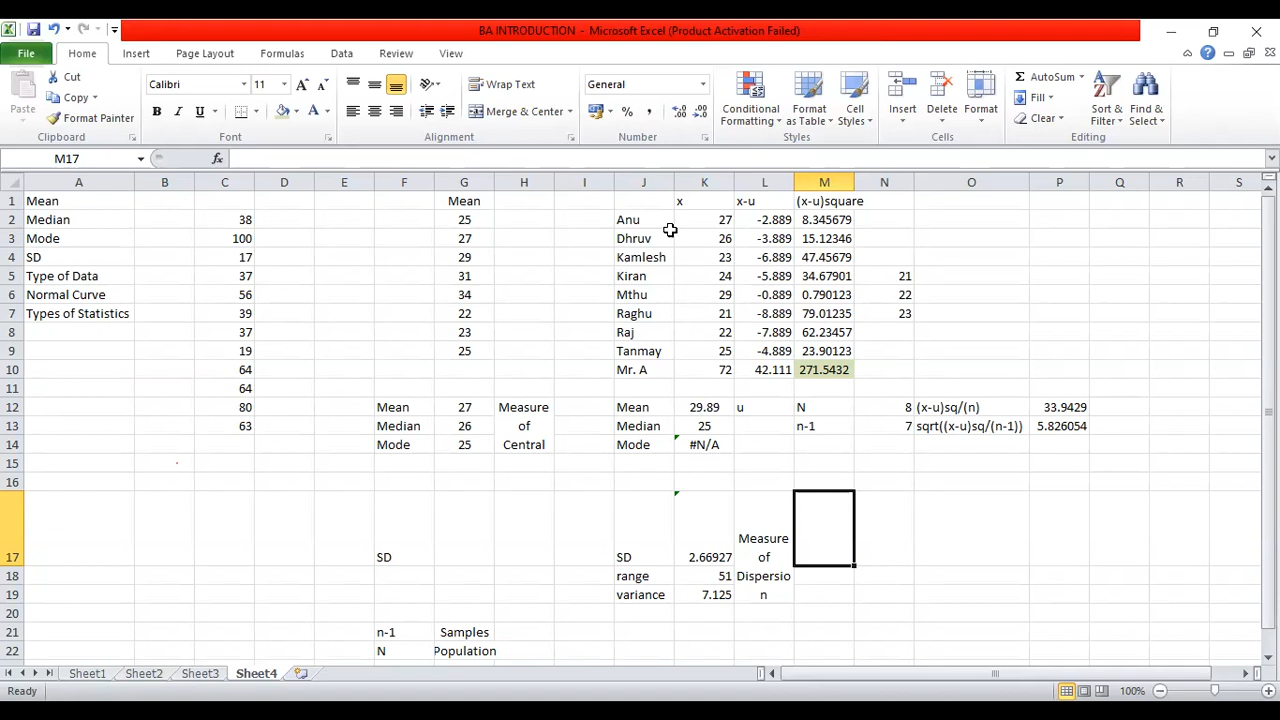 BA INTRODUCTION - Microsoft Excel (Product Activation Failed)
File Home Insert Page Layout Formulas Data Review View
Paste Cut Calibri 11 A A Wrap Text General Conditional Formatting Format as Table Cell Styles Insert Delete Format Σ AutoSum Sort & Filter Find & Select
Copy B I U A Merge & Center % , Fill
Format Painter Clear
Clipboard Font Alignment Number Styles Cells Editing
M17 fx
A B C D E F G H I J K L M N O P Q R S
1 Mean Mean x x-u (x-u)square
2 Median 38 25 Anu 27 -2.889 8.345679
3 Mode 100 27 Dhruv 26 -3.889 15.12346
4 SD 17 29 Kamlesh 23 -6.889 47.45679
5 Type of Data 37 31 Kiran 24 -5.889 34.67901 21
6 Normal Curve 56 34 Mthu 29 -0.889 0.790123 22
7 Types of Statistics 39 22 Raghu 21 -8.889 79.01235 23
8 37 23 Raj 22 -7.889 62.23457
9 19 25 Tanmay 25 -4.889 23.90123
10 64 Mr. A 72 42.111 271.5432
11 64
12 80 Mean 27 Measure Mean 29.89 u N 8 (x-u)sq/(n) 33.9429
13 63 Median 26 of Median 25 n-1 7 sqrt((x-u)sq/(n-1)) 5.826054
14 Mode 25 Central Mode #N/A
15
16
17 SD SD 2.66927 Measure of
18 range 51 Dispersio
19 variance 7.125 n
20
21 n-1 Samples
22 N Population
Sheet1 Sheet2 Sheet3 Sheet4
Ready 100%